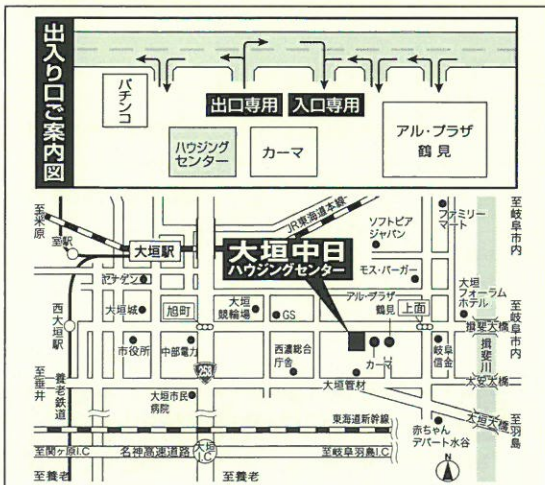 出入り口ご案内図
パチンコ
出口専用
入口専用
ハウジング
センター
カーマ
アル・プラザ
鶴見
至米原
至駅
大垣駅
JR東海道本線
大垣中日
ハウジングセンター
ソフトピア
ジャパン
ファミリー
マート
至岐阜市内
ヤナゲン
モス・バーガー
大垣
フォーラム
ホテル
西大垣駅
大垣城
旭町
大垣
競輪場
GS
アル・プラザ
鶴見
上面
揖斐大橋
至岐阜市内
市役所
中部電力
西濃総合
庁舎
カーマ
岐阜
信金
揖斐川
至垂井
養老鉄道
258
大垣管材
大安大橋
大垣市民
病院
大垣大橋
至羽島
東海道新幹線
赤ちゃん
デパート水谷
至関ヶ原I.C
名神高速道路
大垣
I.C
至岐阜羽島I.C
至養老
至養老
N